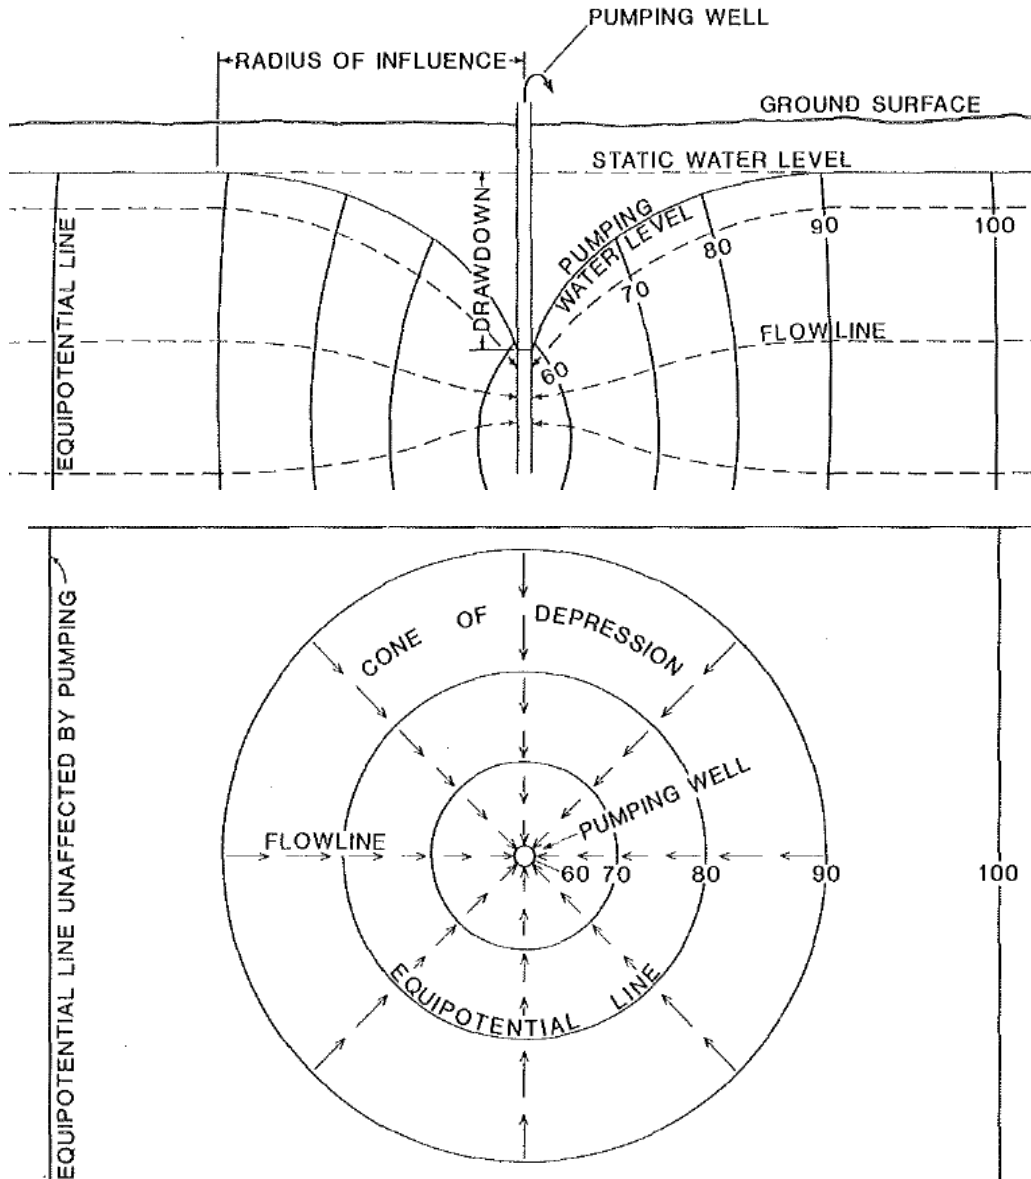 PUMPING WELL
RADIUS OF INFLUENCE
GROUND SURFACE
STATIC WATER LEVEL
EQUIPOTENTIAL LINE
DRAWDOWN
PUMPING
WATER LEVEL
60
70
80
90
100
FLOWLINE
EQUIPOTENTIAL LINE UNAFFECTED BY PUMPING
CONE OF DEPRESSION
PUMPING WELL
FLOWLINE
60
70
80
90
100
EQUIPOTENTIAL LINE